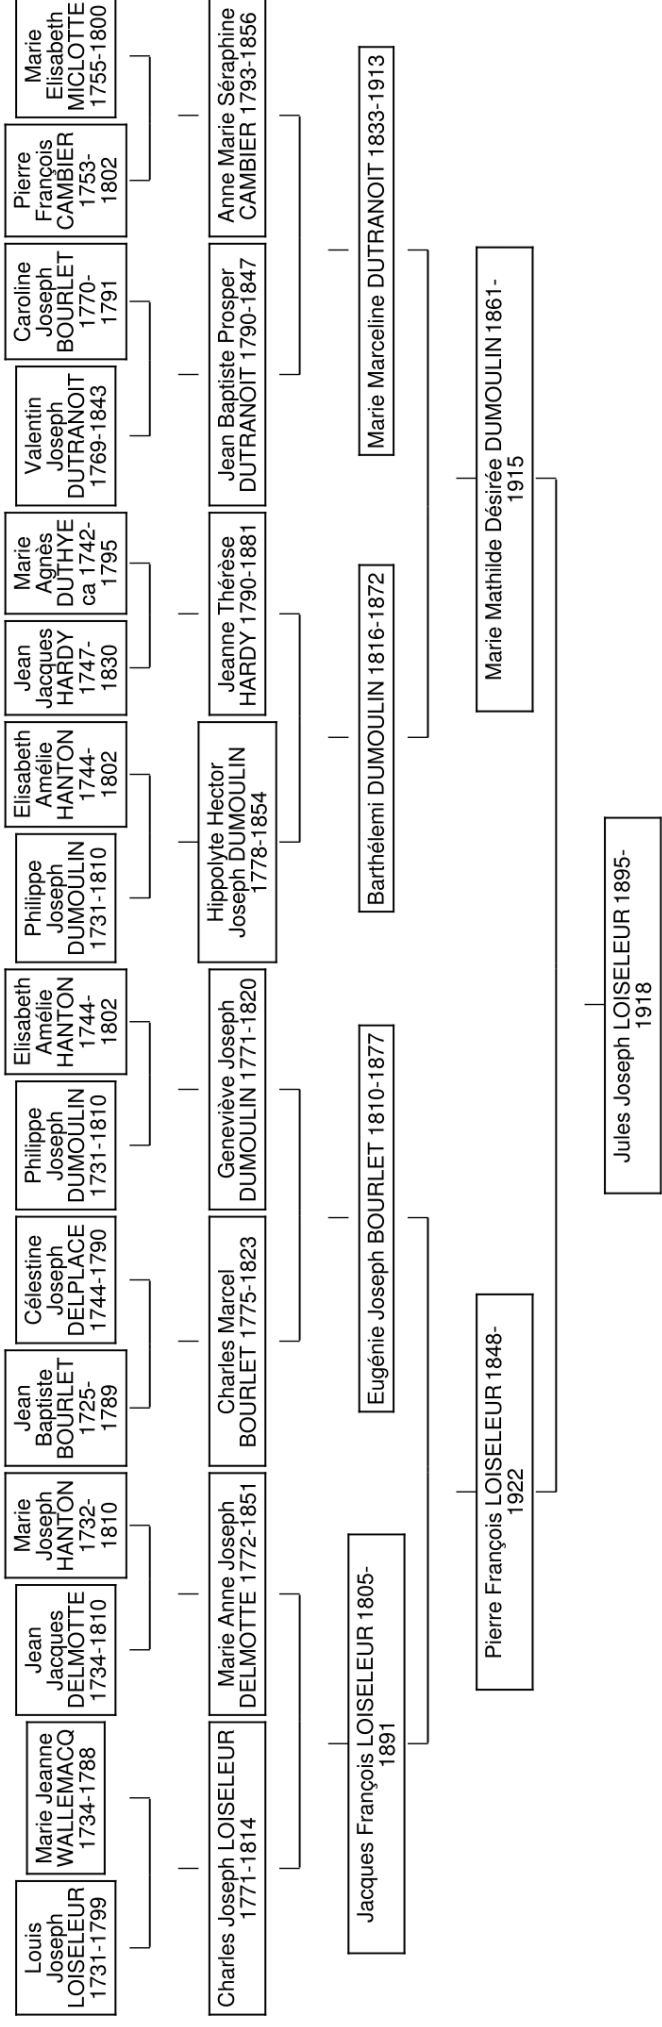 Louis
Joseph
LOISELEUR
1731-1799
Marie Jeanne
WALLEMACQ
1734-1788
Jean
Jacques
DELMOTTE
1734-1810
Marie
Joseph
HANTON
1732-
1810
Jean
Baptiste
BOURLET
1725-
1789
Célestine
Joseph
DELPLACE
1744-1790
Philippe
Joseph
DUMOULIN
1731-1810
Elisabeth
Amélie
HANTON
1744-
1802
Philippe
Joseph
DUMOULIN
1731-1810
Elisabeth
Amélie
HANTON
1744-
1802
Jean
Jacques
HARDY
1747-
1830
Marie
Agnès
DUTHYE
ca 1742-
1795
Valentin
Joseph
DUTRANOIT
1769-1843
Caroline
Joseph
BOURLET
1770-
1791
Pierre
François
CAMBIER
1753-
1802
Marie
Elisabeth
MICLOTTE
1755-1800
Charles Joseph LOISELEUR
1771-1814
Marie Anne Joseph
DELMOTTE 1772-1851
Charles Marcel
BOURLET 1775-1823
Geneviève Joseph
DUMOULIN 1771-1820
Hippolyte Hector
Joseph DUMOULIN
1778-1854
Jeanne Thérèse
HARDY 1790-1881
Jean Baptiste Prosper
DUTRANOIT 1790-1847
Anne Marie Séraphine
CAMBIER 1793-1856
Jacques François LOISELEUR 1805-
1891
Eugénie Joseph BOURLET 1810-1877
Barthélemi DUMOULIN 1816-1872
Marie Marceline DUTRANOIT 1833-1913
Pierre François LOISELEUR 1848-
1922
Marie Mathilde Désirée DUMOULIN 1861-
1915
Jules Joseph LOISELEUR 1895-
1918